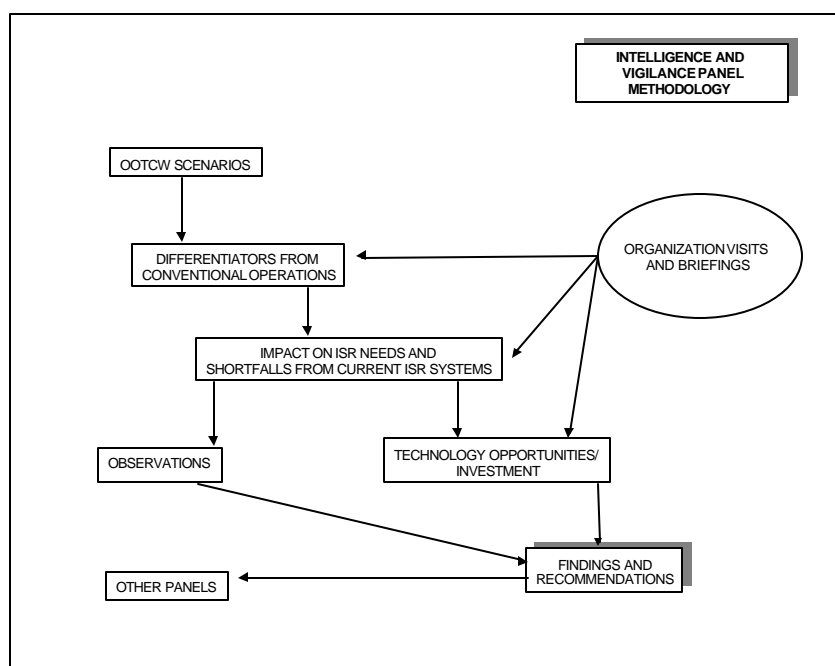 INTELLIGENCE AND
VIGILANCE PANEL
METHODOLOGY
OOTCW SCENARIOS
DIFFERENTIATORS FROM
CONVENTIONAL OPERATIONS
ORGANIZATION VISITS
AND BRIEFINGS
IMPACT ON ISR NEEDS AND
SHORTFALLS FROM CURRENT ISR SYSTEMS
OBSERVATIONS
TECHNOLOGY OPPORTUNITIES/
INVESTMENT
FINDINGS AND
RECOMMENDATIONS
OTHER PANELS